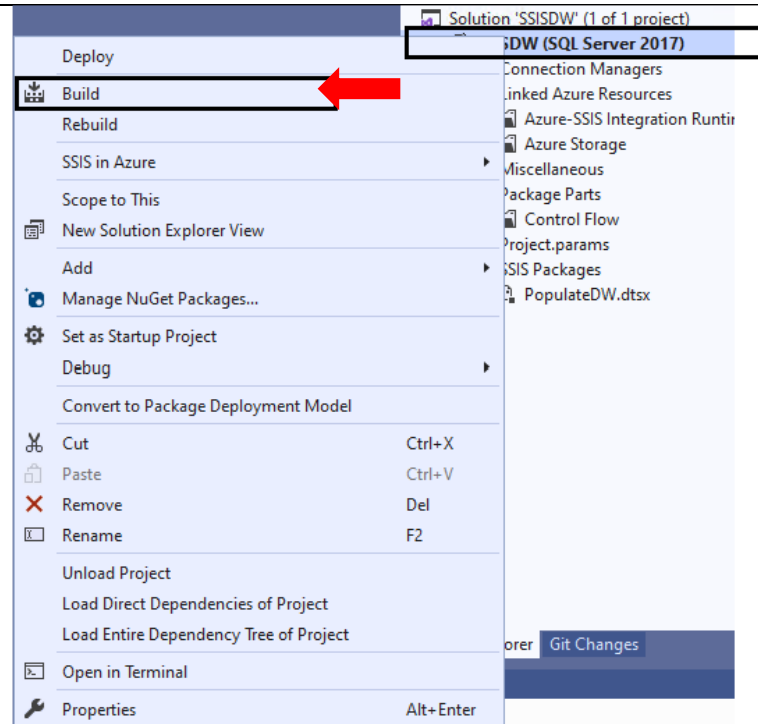 Deploy
Build
Rebuild
SSIS in Azure
Scope to This
New Solution Explorer View
Add
Manage NuGet Packages...
Set as Startup Project
Debug
Convert to Package Deployment Model
Cut Ctrl+X
Paste Ctrl+V
Remove Del
Rename F2
Unload Project
Load Direct Dependencies of Project
Load Entire Dependency Tree of Project
Open in Terminal
Properties Alt+Enter
Solution 'SSISDW' (1 of 1 project)
SDW (SQL Server 2017)
Connection Managers
Linked Azure Resources
Azure-SSIS Integration Runtir
Azure Storage
Miscellaneous
Package Parts
Control Flow
Project.params
SSIS Packages
PopulateDW.dtsx
orer Git Changes